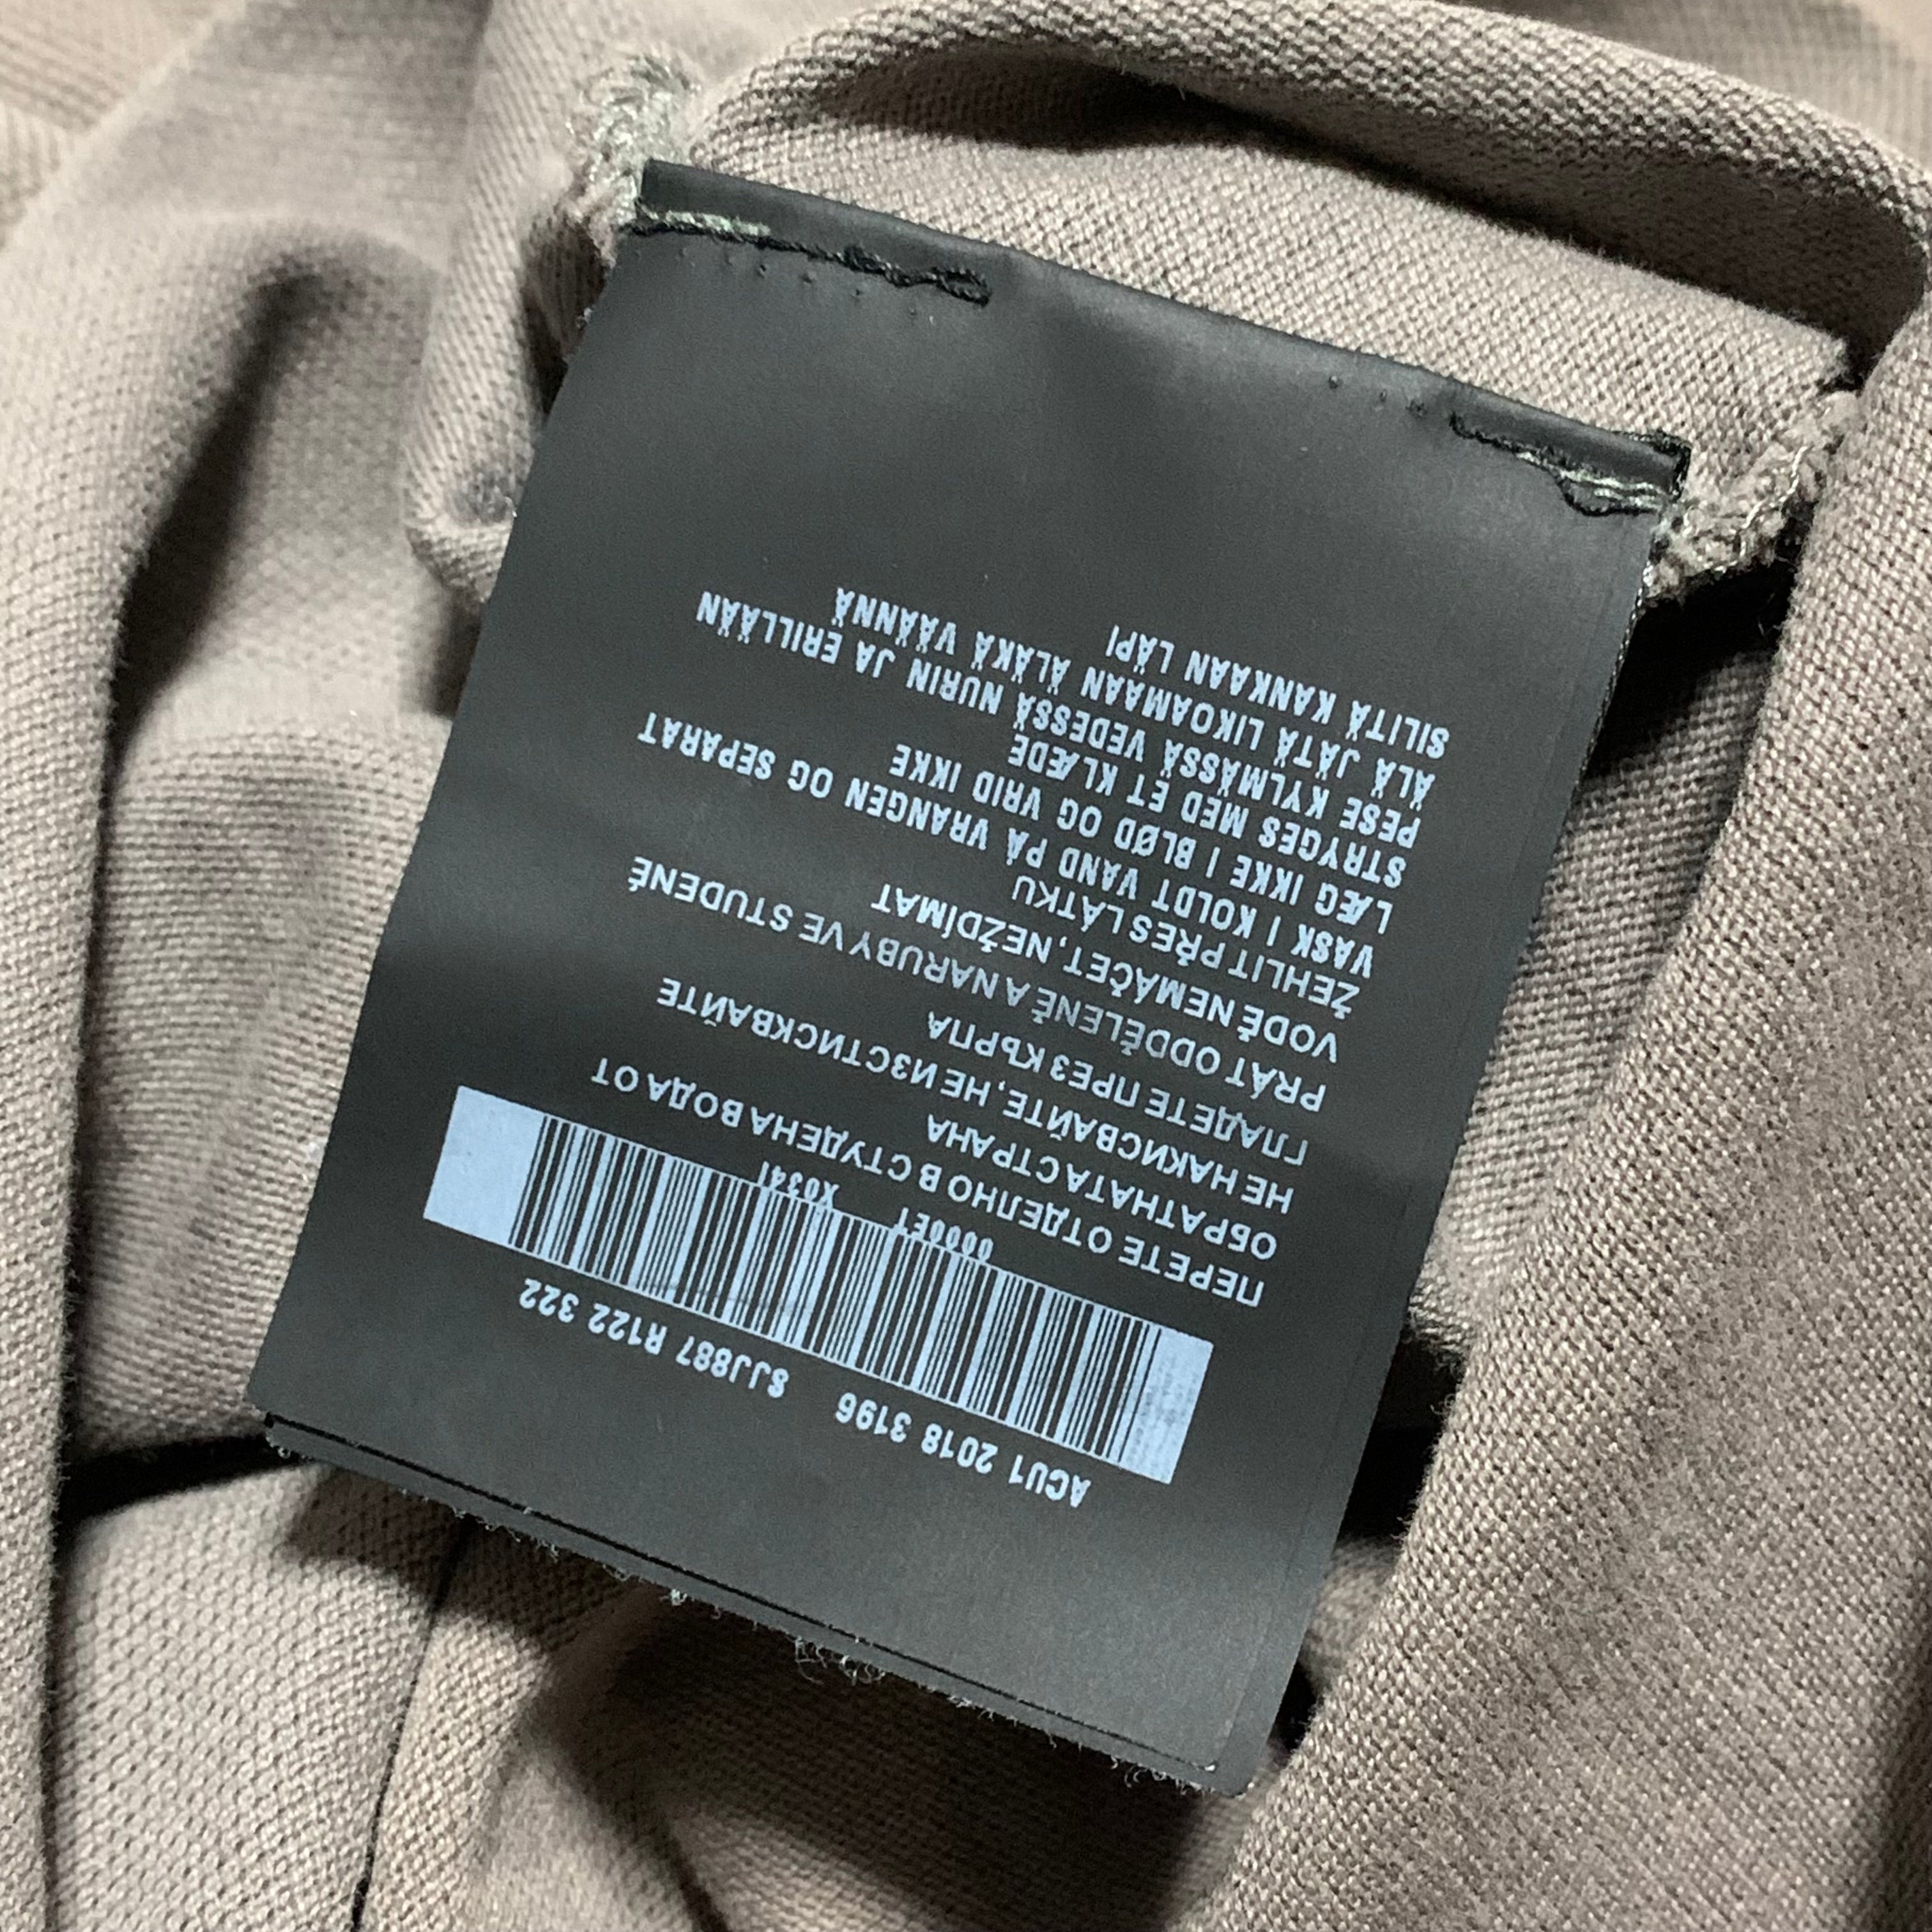 ACU1 2018 3196 SJJ887 R122 322
0000ET X0341
ПЕРЕТЕ ОТДЕЛНО В СТУДЕНА ВОДА ОТ
ОБРАТНАТА СТРАНА
НЕ НАКИСВАЙТЕ, НЕ ИЗСТИСКВАЙТЕ
ГЛАДЕТЕ ПРЕЗ КЪРПА
PRÁT ODDĚLENĚ A NARUBY VE STUDENÉ
VODĚ NEMÁČET, NEŽDÍMAT
ŽEHLIT PŘES LÁTKU
VASK I KOLDT VAND PÅ VRANGEN OG SEPARAT
LÆG IKKE I BLØD OG VRID IKKE
STRYGES MED ET KLÆDE
PESE KYLMÄSSÄ VEDESSÄ NURIN JA ERILLÄÄN
ÄLÄ JÄTÄ LIKOAMAAN ÄLÄKÄ VÄÄNNÄ
SILITÄ KANKAAN LÄPI